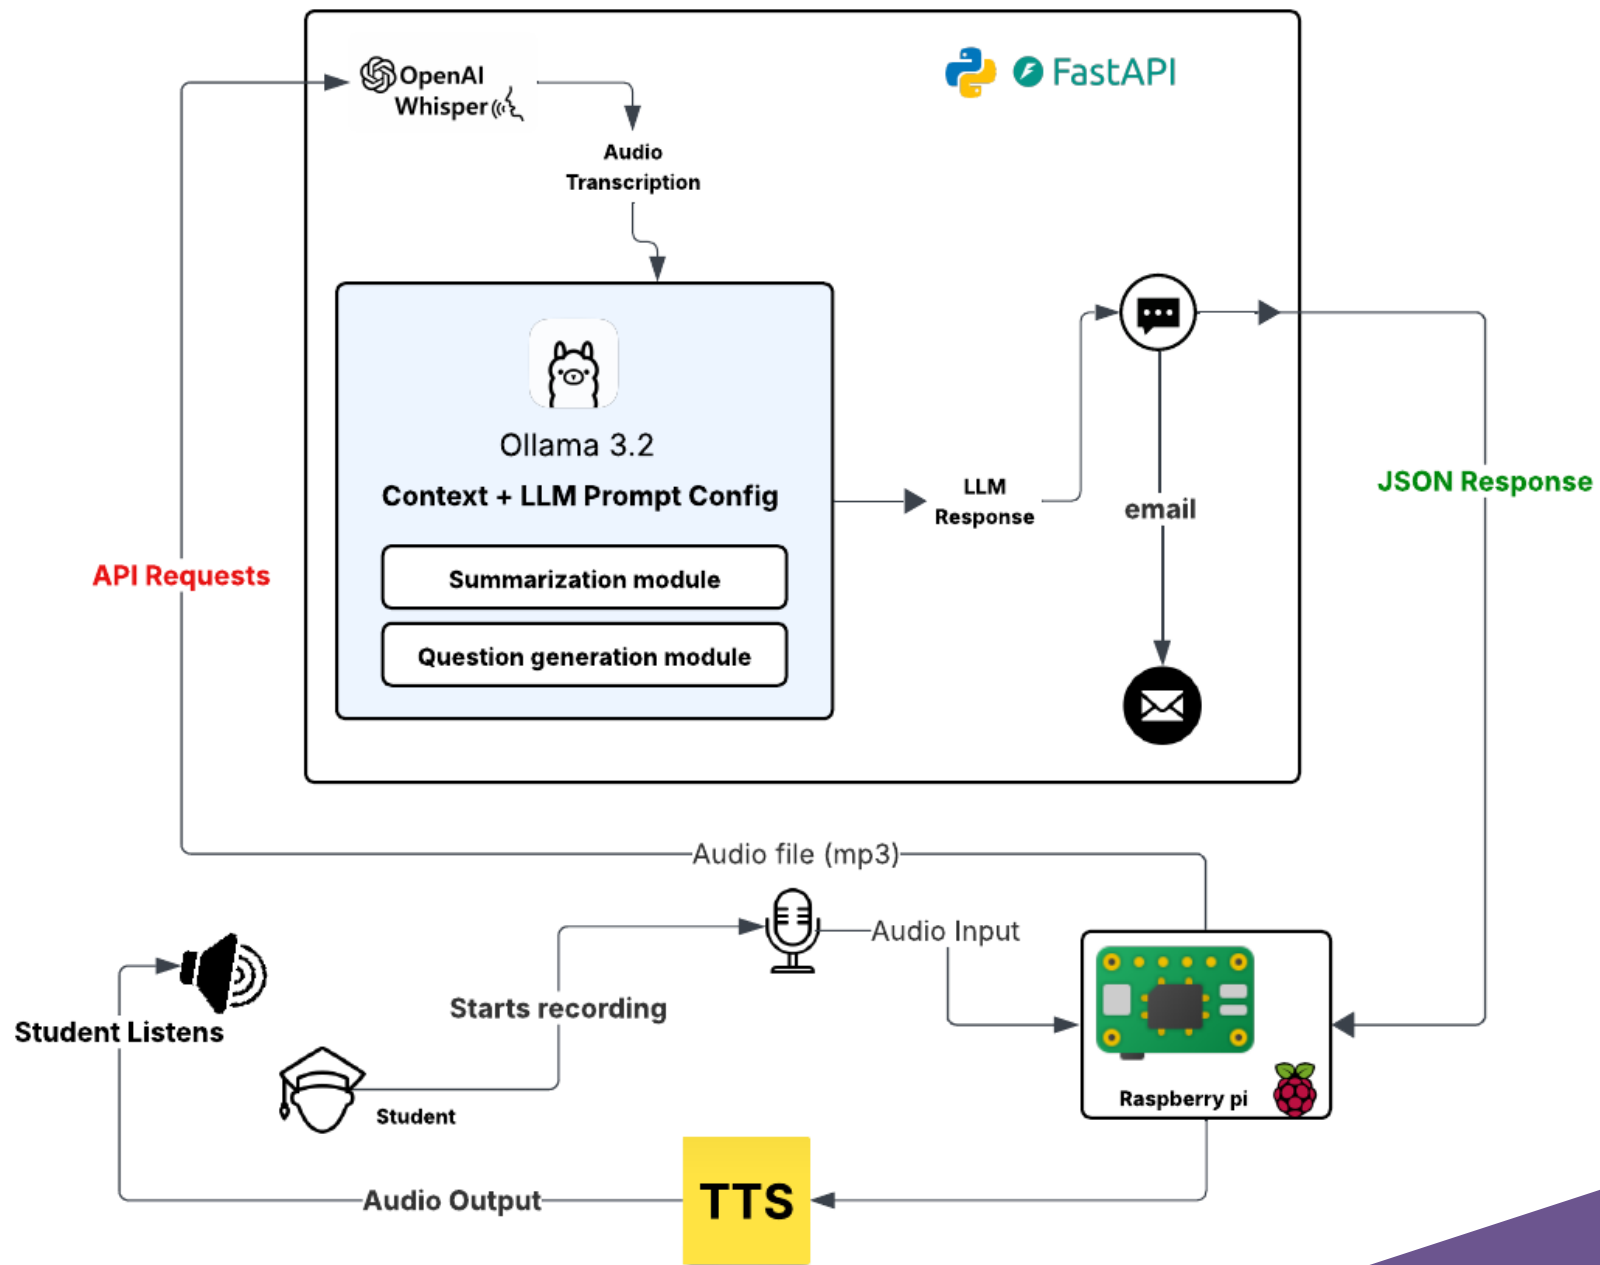 OpenAI
Whisper
FastAPI
Audio
Transcription
Ollama 3.2
Context + LLM Prompt Config
Summarization module
Question generation module
LLM
Response
email
JSON Response
API Requests
Audio file (mp3)
Audio Input
Starts recording
Student Listens
Student
Raspberry pi
TTS
Audio Output